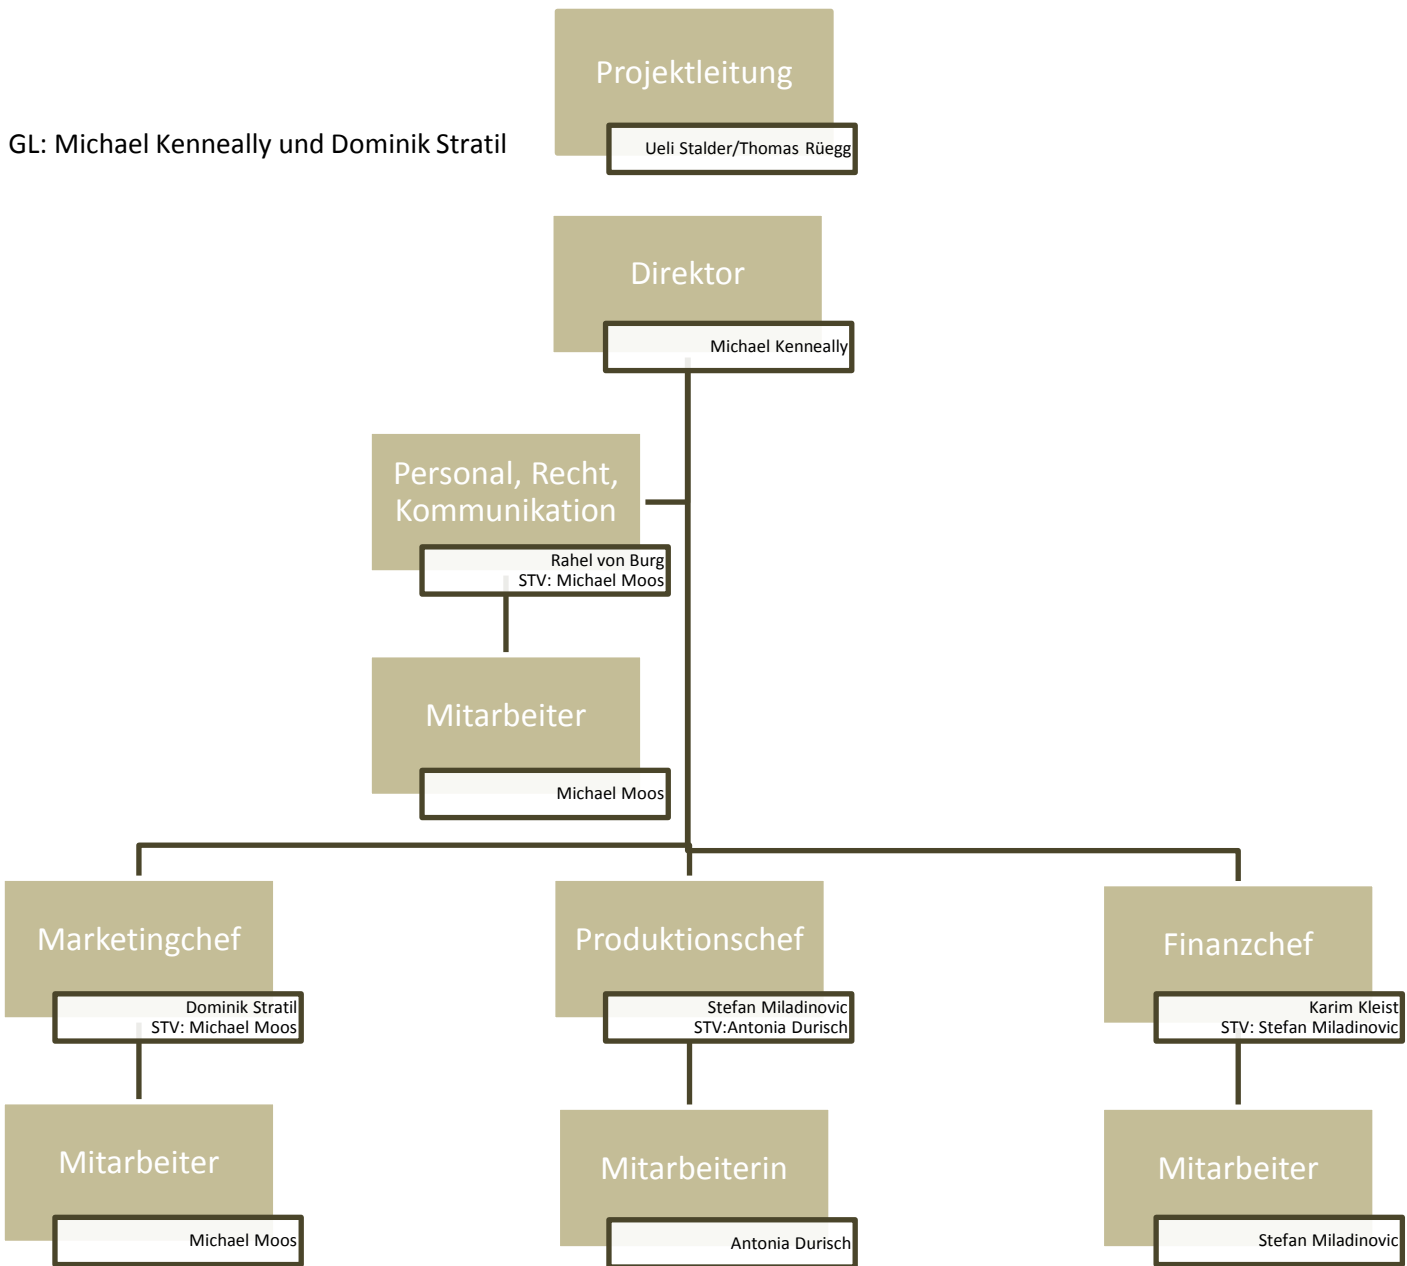 Projektleitung
GL: Michael Kenneally und Dominik Stratil
Ueli Stalder/Thomas Rüegg
Direktor
Michael Kenneally
Personal, Recht,
Kommunikation
Rahel von Burg
STV: Michael Moos
Mitarbeiter
Michael Moos
Marketingchef
Dominik Stratil
STV: Michael Moos
Produktionschef
Stefan Miladinovic
STV:Antonia Durisch
Finanzchef
Karim Kleist
STV: Stefan Miladinovic
Mitarbeiter
Michael Moos
Mitarbeiterin
Antonia Durisch
Mitarbeiter
Stefan Miladinovic